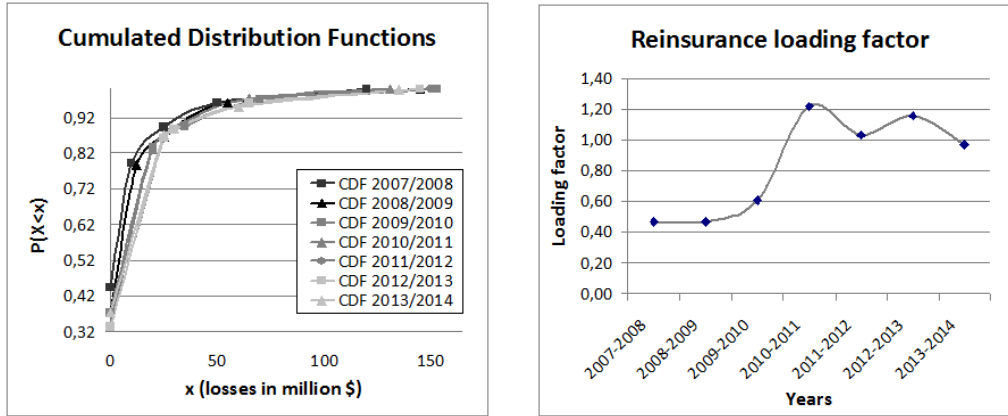 Cumulated Distribution Functions
P(X<x)
0,92
0,82
0,72
0,62
0,52
0,42
0,32
CDF 2007/2008
CDF 2008/2009
CDF 2009/2010
CDF 2010/2011
CDF 2011/2012
CDF 2012/2013
CDF 2013/2014
0 50 100 150
x (losses in million $)
Reinsurance loading factor
Loading factor
1,40
1,20
1,00
0,80
0,60
0,40
0,20
0,00
2007-2008
2008-2009
2009-2010
2010-2011
2011-2012
2012-2013
2013-2014
Years